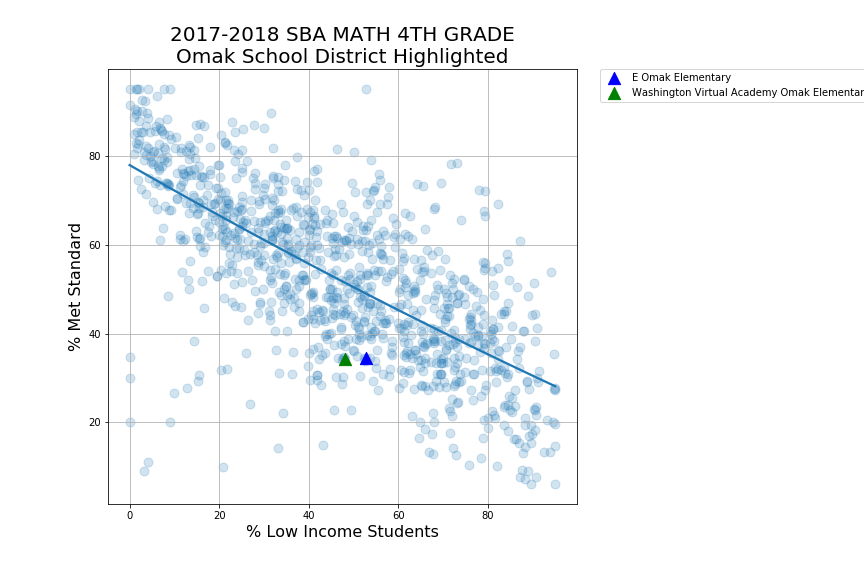 2017-2018 SBA MATH 4TH GRADE
Omak School District Highlighted
E Omak Elementary
Washington Virtual Academy Omak Elementar
% Met Standard
80
60
40
20
0 20 40 60 80
% Low Income Students